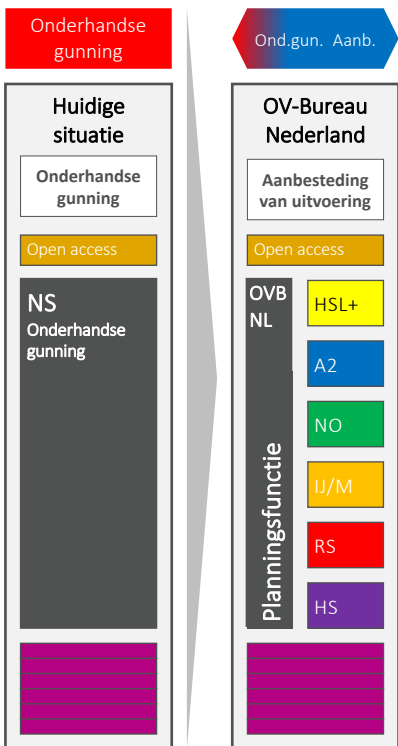 Onderhandse
gunning
Huidige
situatie
Onderhandse
gunning
Open access
NS
Onderhandse
gunning
Ond.gun. Aanb.
OV-Bureau
Nederland
Aanbesteding
van uitvoering
Open access
OVB
NL
Planningsfunctie
HSL+
A2
NO
IJ/M
RS
HS